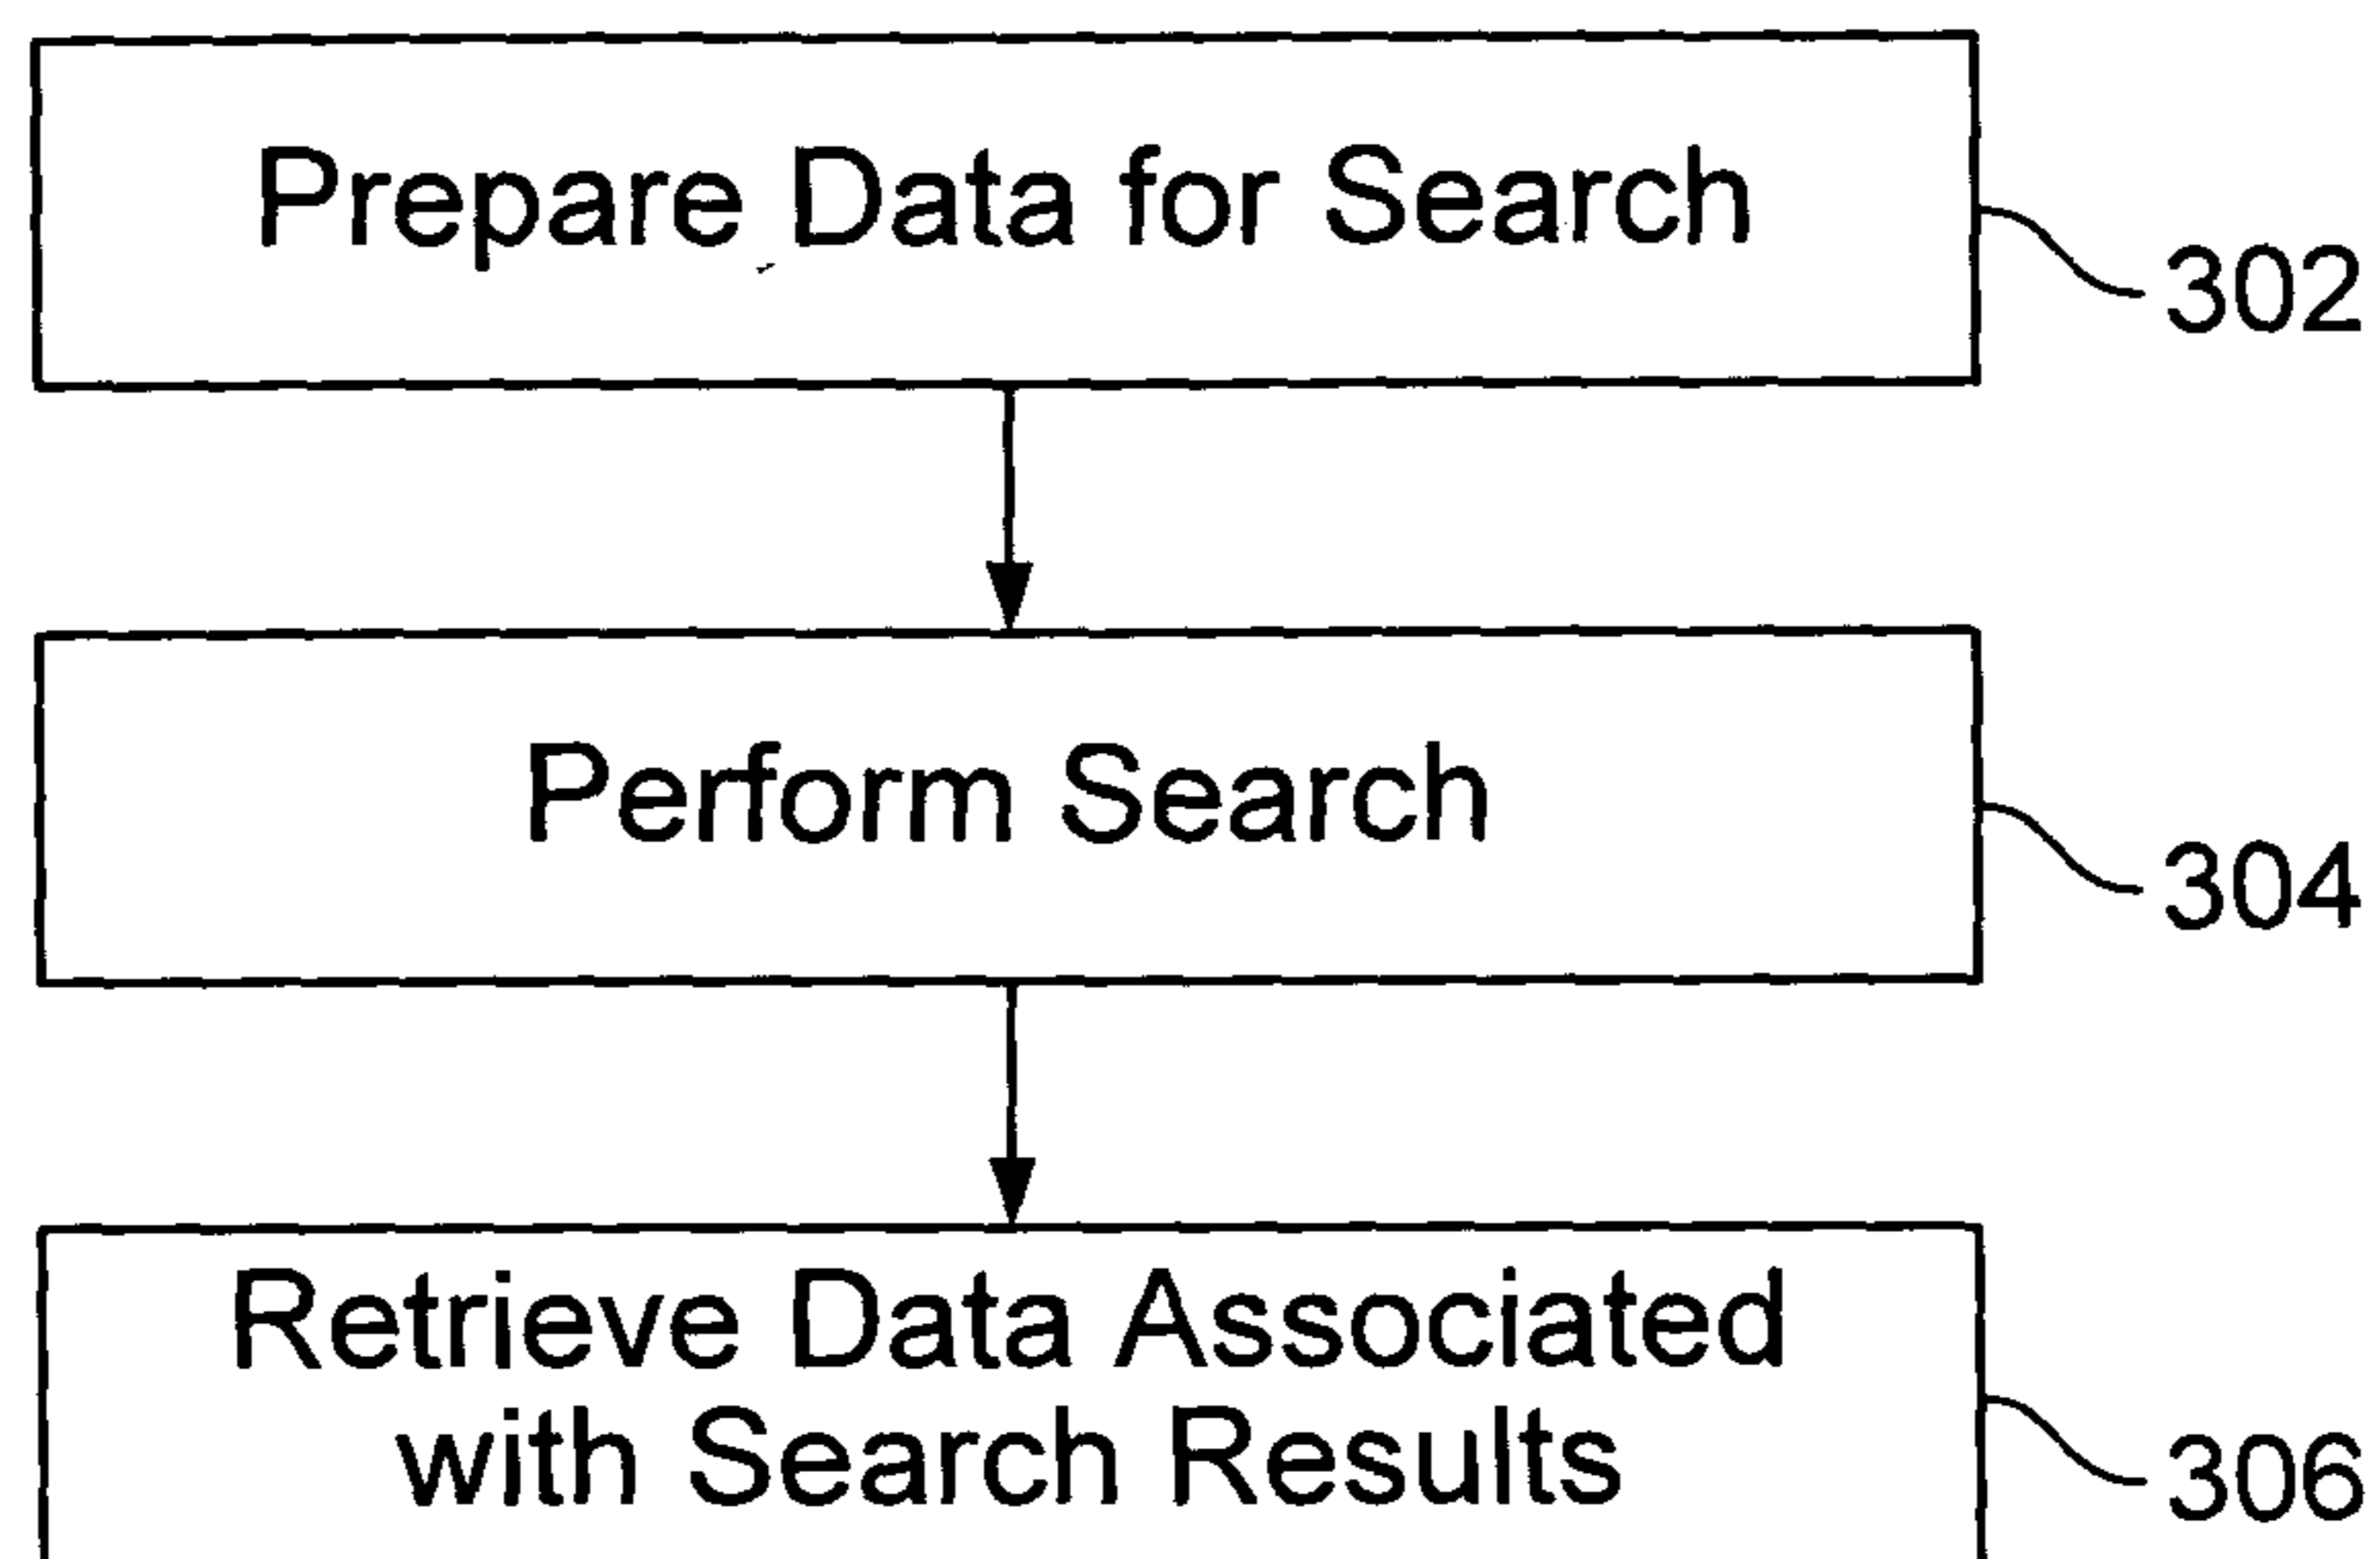 Prepare Data for Search
302
Perform Search
304
Retrieve Data Associated
with Search Results
306